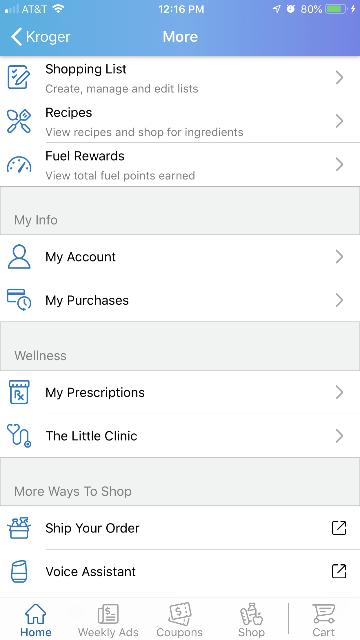 AT&T 12:16 PM 80%
Kroger More
Shopping List
Create, manage and edit lists
Recipes
View recipes and shop for ingredients
Fuel Rewards
View total fuel points earned
My Info
My Account
My Purchases
Wellness
Rx My Prescriptions
The Little Clinic
More Ways To Shop
Ship Your Order
Voice Assistant
Home Weekly Ads Coupons Shop Cart